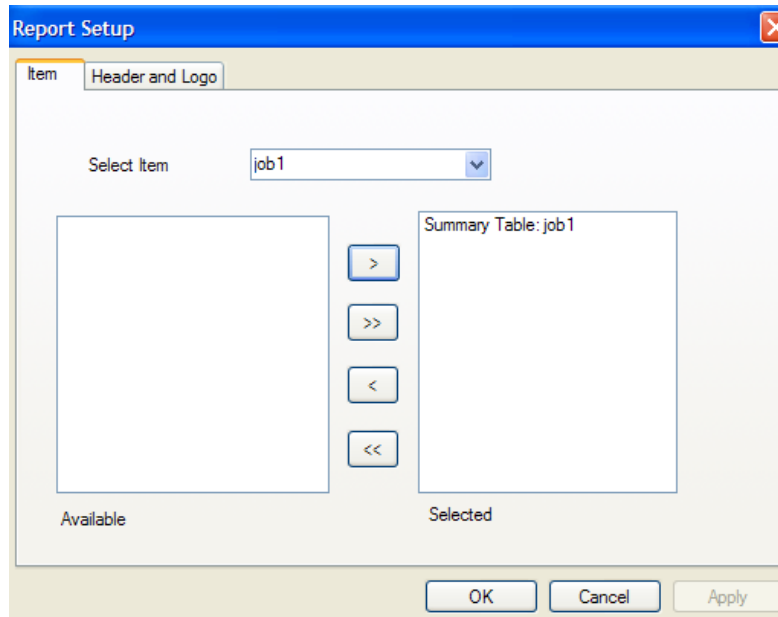 Report Setup
Item
Header and Logo
Select Item
job1
Summary Table: job1
>
>>
<
<<
Available
Selected
OK
Cancel
Apply